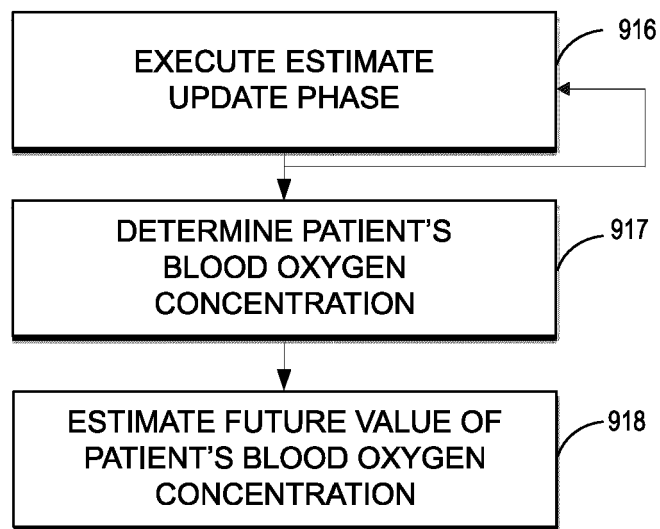 EXECUTE ESTIMATE
UPDATE PHASE
916
DETERMINE PATIENT'S
BLOOD OXYGEN
CONCENTRATION
917
ESTIMATE FUTURE VALUE OF
PATIENT'S BLOOD OXYGEN
CONCENTRATION
918